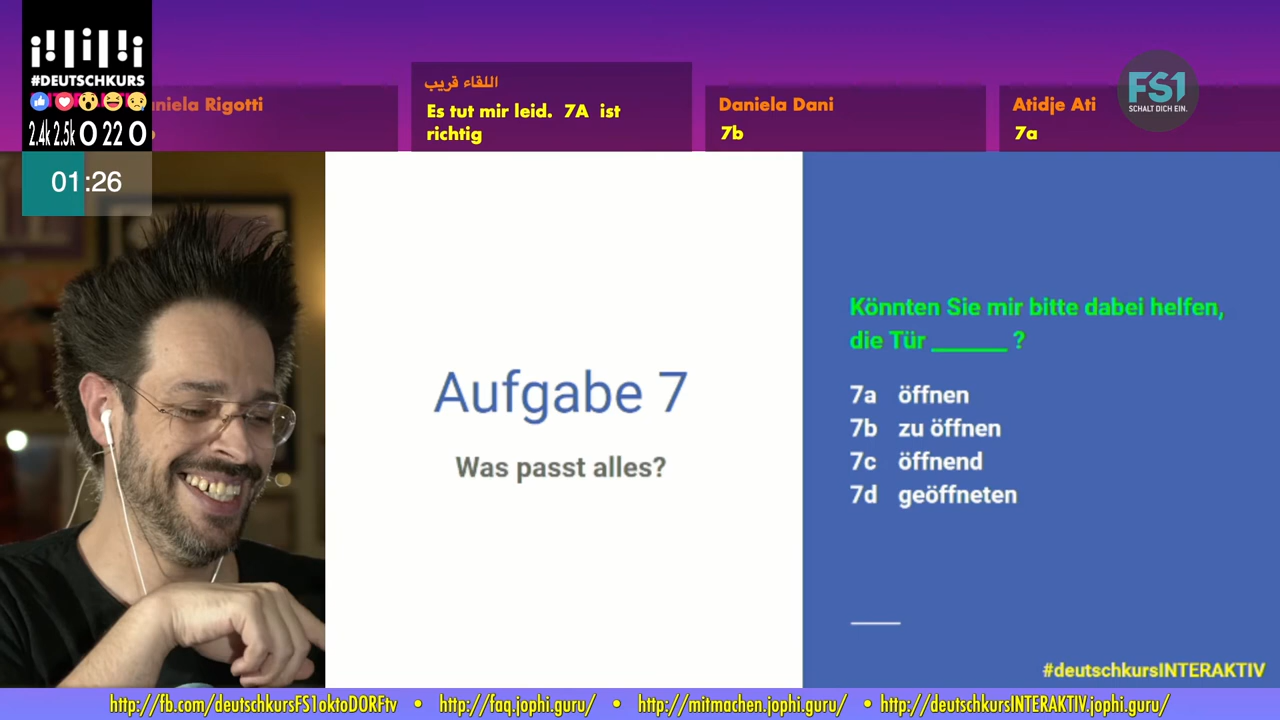 #DEUTSCHKURS
2.4k 2.5k 0 22 0
01:26
niela Rigotti
اللقاء قريب
Es tut mir leid. 7A ist
richtig
Daniela Dani
7b
Atidje Ati
7a
FS1
SCHALT DICH EIN.
Aufgabe 7
Was passt alles?
Könnten Sie mir bitte dabei helfen,
die Tür ______ ?
7a öffnen
7b zu öffnen
7c öffnend
7d geöffneten
#deutschkursINTERAKTIV
http://fb.com/deutschkursFS1oktoDORFtv • http://faq.jophi.guru/ • http://mitmachen.jophi.guru/ • http://deutschkursINTERAKTIV.jophi.guru/